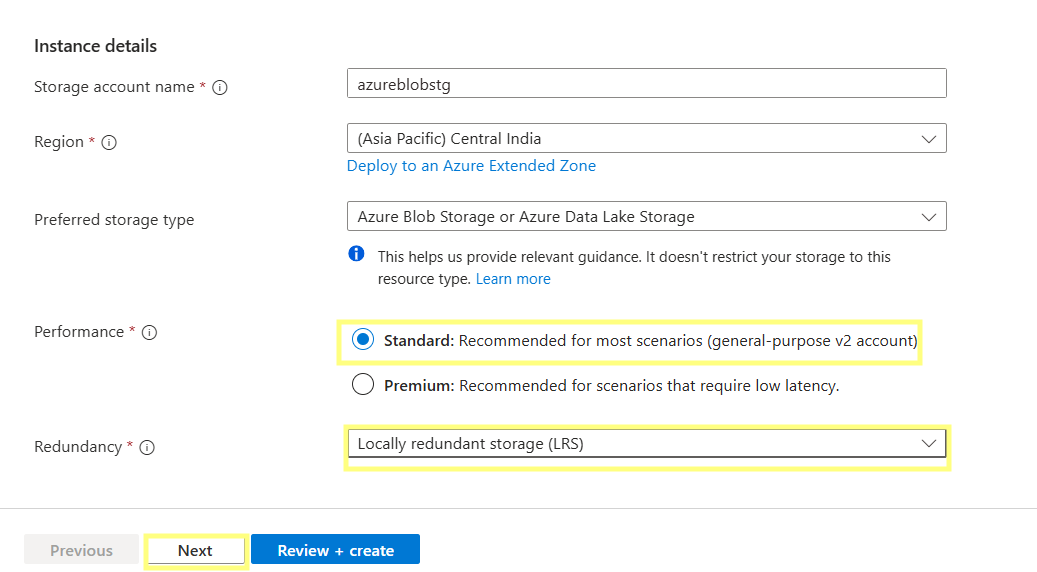 Instance details
Storage account name *
azureblobstg
Region *
(Asia Pacific) Central India
Deploy to an Azure Extended Zone
Preferred storage type
Azure Blob Storage or Azure Data Lake Storage
This helps us provide relevant guidance. It doesn't restrict your storage to this
resource type. Learn more
Performance *
Standard: Recommended for most scenarios (general-purpose v2 account)
Premium: Recommended for scenarios that require low latency.
Redundancy *
Locally redundant storage (LRS)
Previous
Next
Review + create